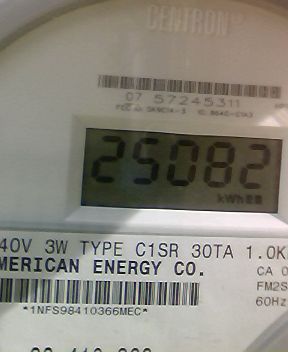 CENTRON®
07 57245311
25082
kWh
40V 3W TYPE C1SR 30TA 1.0K
MERICAN ENERGY CO.
CA 0
FM2S
60Hz
*1NFS98410366MEC*